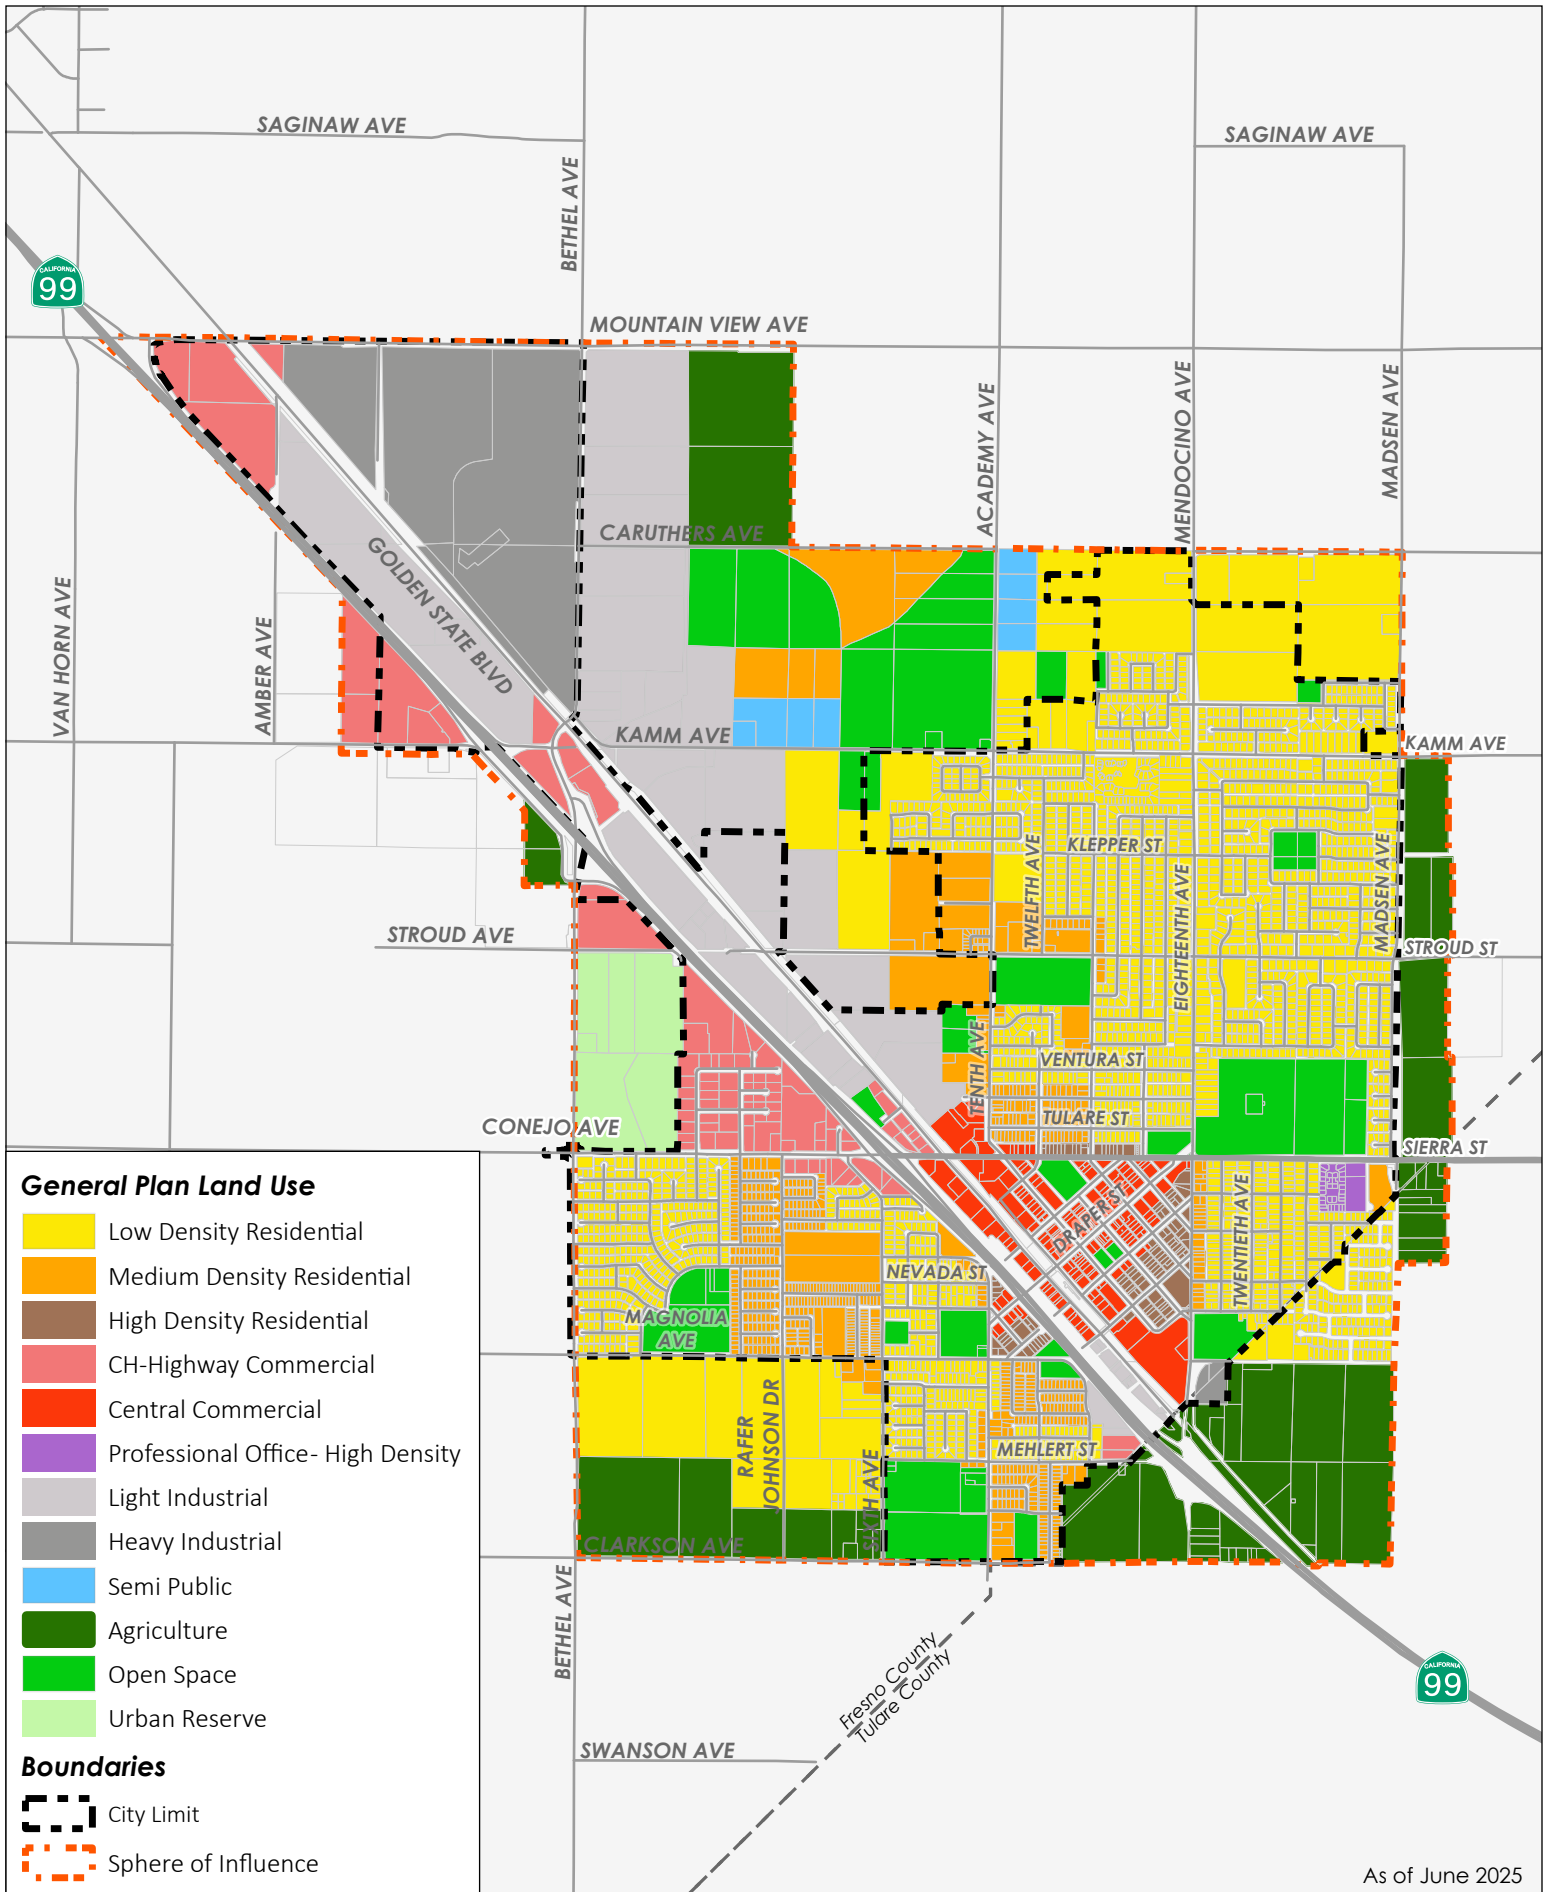 SAGINAW AVE
SAGINAW AVE
BETHEL AVE
CALIFORNIA
99
MOUNTAIN VIEW AVE
ACADEMY AVE
MENDOCINO AVE
MADSEN AVE
CARUTHERS AVE
GOLDEN STATE BLVD
VAN HORN AVE
AMBER AVE
KAMM AVE
KAMM AVE
KLEPPER ST
TWELFTH AVE
EIGHTEENTH AVE
MADSEN AVE
STROUD AVE
STROUD ST
TENTH AVE
VENTURA ST
TULARE ST
CONEJO AVE
SIERRA ST
DRAPER ST
TWENTIETH AVE
NEVADA ST
MAGNOLIA
AVE
RAFER
JOHNSON DR
SIXTH AVE
MEHLERT ST
CLARKSON AVE
BETHEL AVE
Fresno County
Tulare County
CALIFORNIA
99
SWANSON AVE
General Plan Land Use
Low Density Residential
Medium Density Residential
High Density Residential
CH-Highway Commercial
Central Commercial
Professional Office- High Density
Light Industrial
Heavy Industrial
Semi Public
Agriculture
Open Space
Urban Reserve
Boundaries
City Limit
Sphere of Influence
As of June 2025